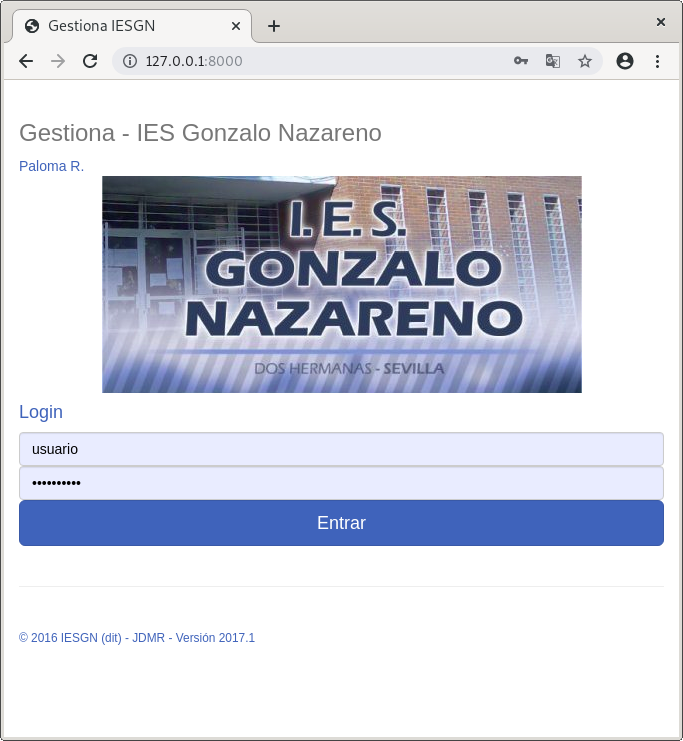 Gestiona IESGN
127.0.0.1:8000
Gestiona - IES Gonzalo Nazareno
Paloma R.
I.E.S.
GONZALO
NAZARENO
DOS HERMANAS - SEVILLA
Login
usuario
••••••••••
Entrar
© 2016 IESGN (dit) - JDMR - Versión 2017.1